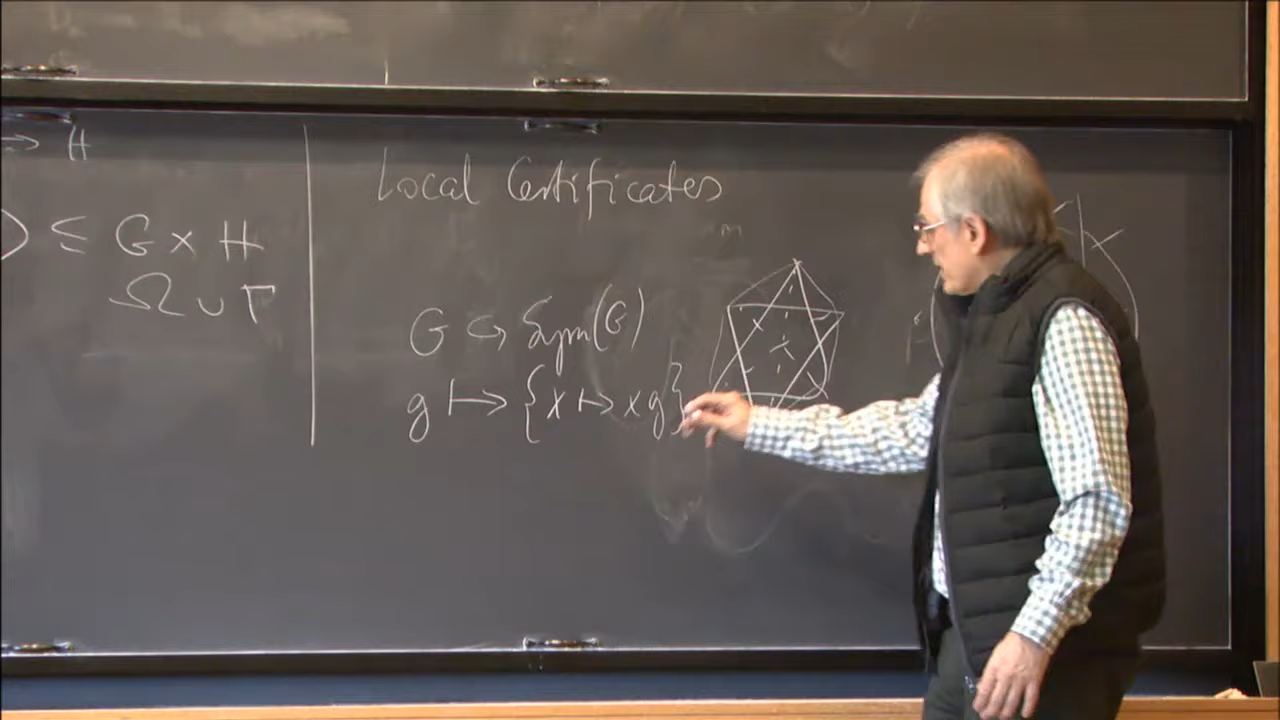 → H
) ≤ G × H
Ω ∪ Γ
Local Certificates
G ↪ Sym(G)
g ↦ {x ↦ xg}